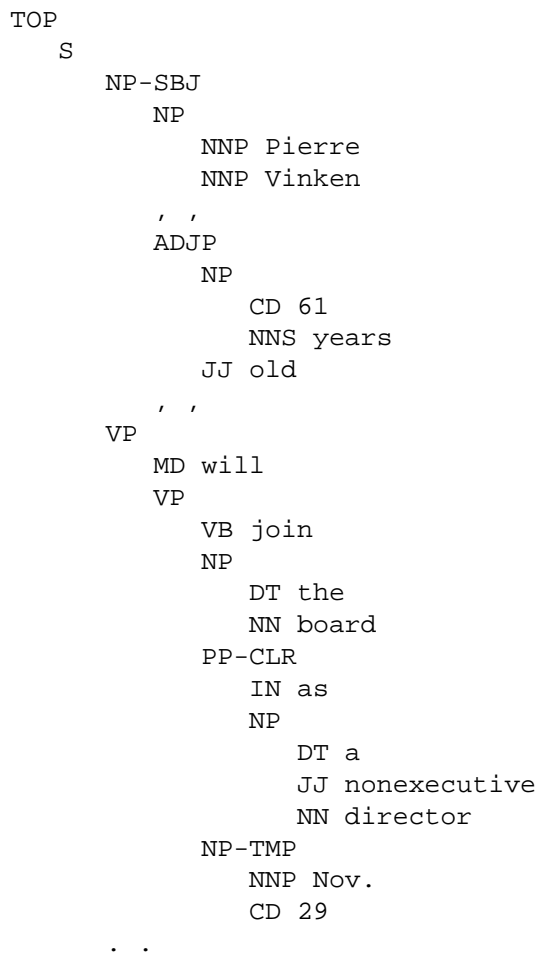 TOP
   S
      NP-SBJ
         NP
            NNP Pierre
            NNP Vinken
         , ,
         ADJP
            NP
               CD 61
               NNS years
            JJ old
         , ,
      VP
         MD will
         VP
            VB join
            NP
               DT the
               NN board
            PP-CLR
               IN as
               NP
                  DT a
                  JJ nonexecutive
                  NN director
            NP-TMP
               NNP Nov.
               CD 29
      . .